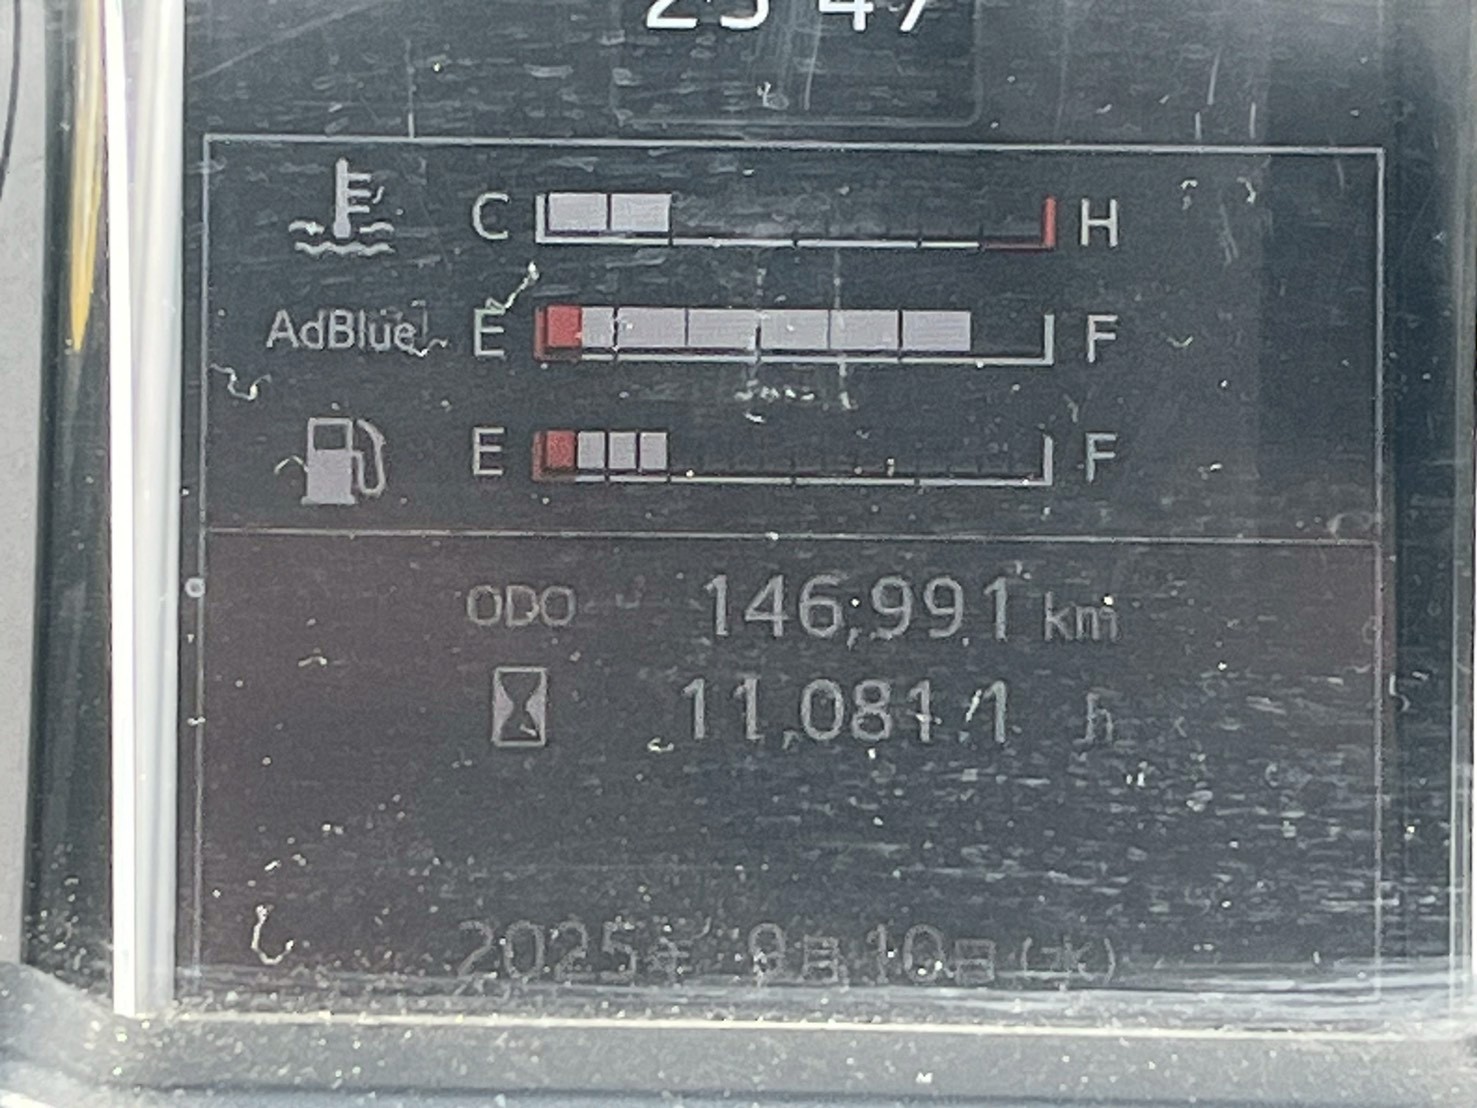 C H
AdBlue E F
E F
ODO 146,991 km
11,081.1 h
2025年 9月10日(水)